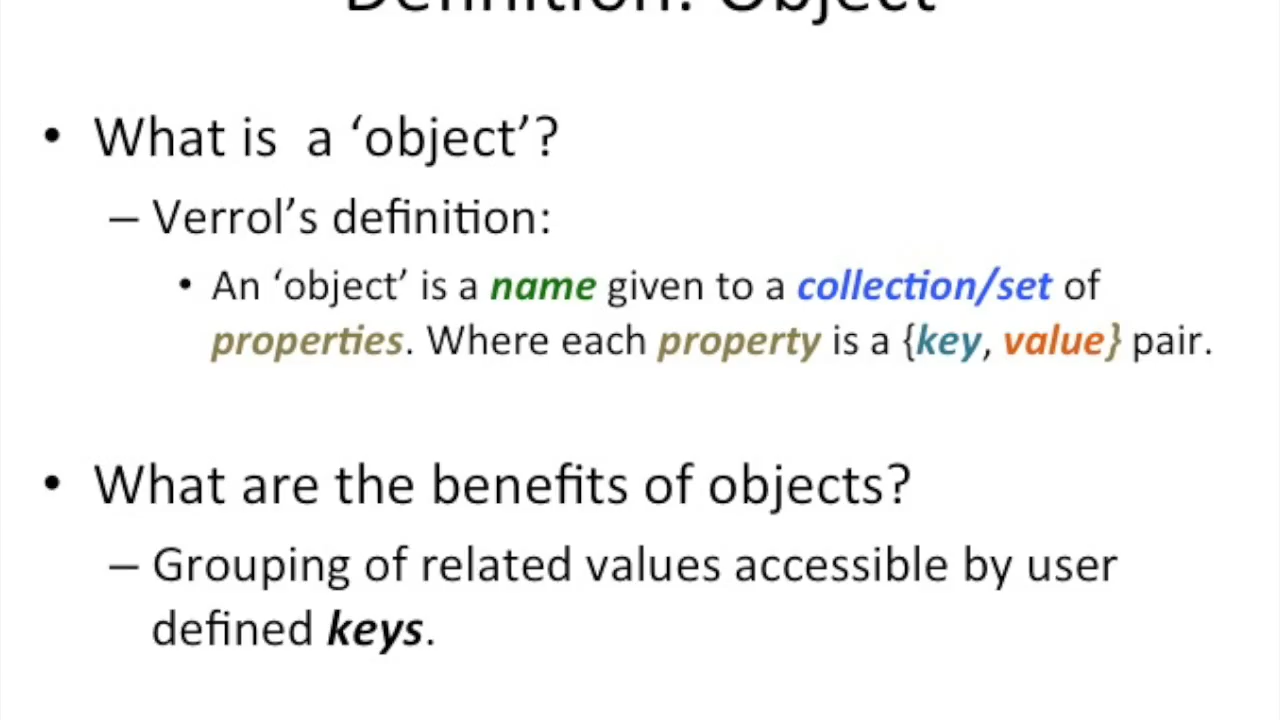 Definition: Object
• What is a ‘object’?
– Verrol’s definition:
• An ‘object’ is a name given to a collection/set of
properties. Where each property is a {key, value} pair.
• What are the benefits of objects?
– Grouping of related values accessible by user
defined keys.